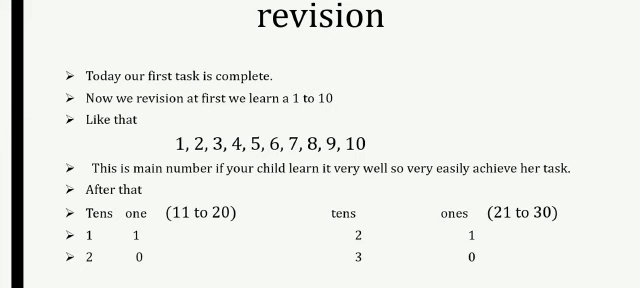 revision
➢ Today our first task is complete.
➢ Now we revision at first we learn a 1 to 10
➢ Like that
1, 2, 3, 4, 5, 6, 7, 8, 9, 10
➢ This is main number if your child learn it very well so very easily achieve her task.
➢ After that
➢ Tens one (11 to 20) tens ones (21 to 30)
➢ 1 1 2 1
➢ 2 0 3 0